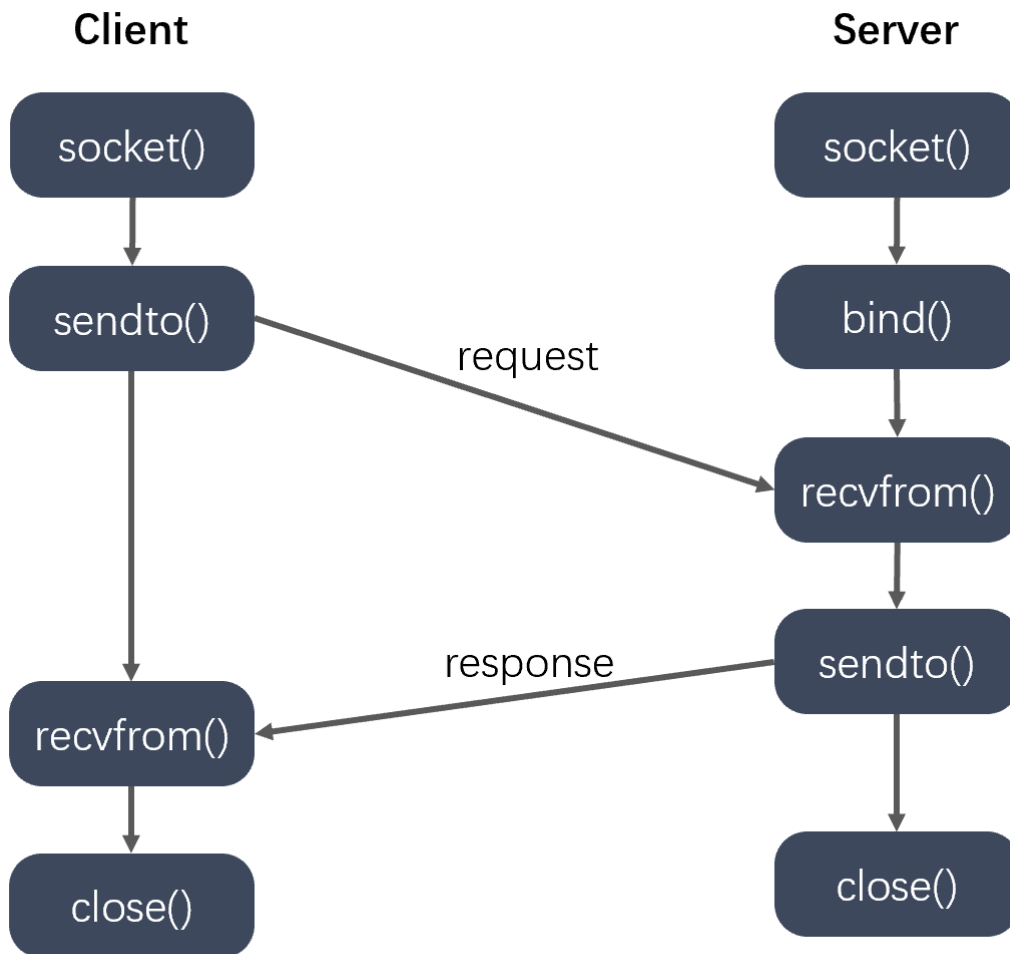 Client
Server
socket()
socket()
sendto()
bind()
request
recvfrom()
response
sendto()
recvfrom()
close()
close()